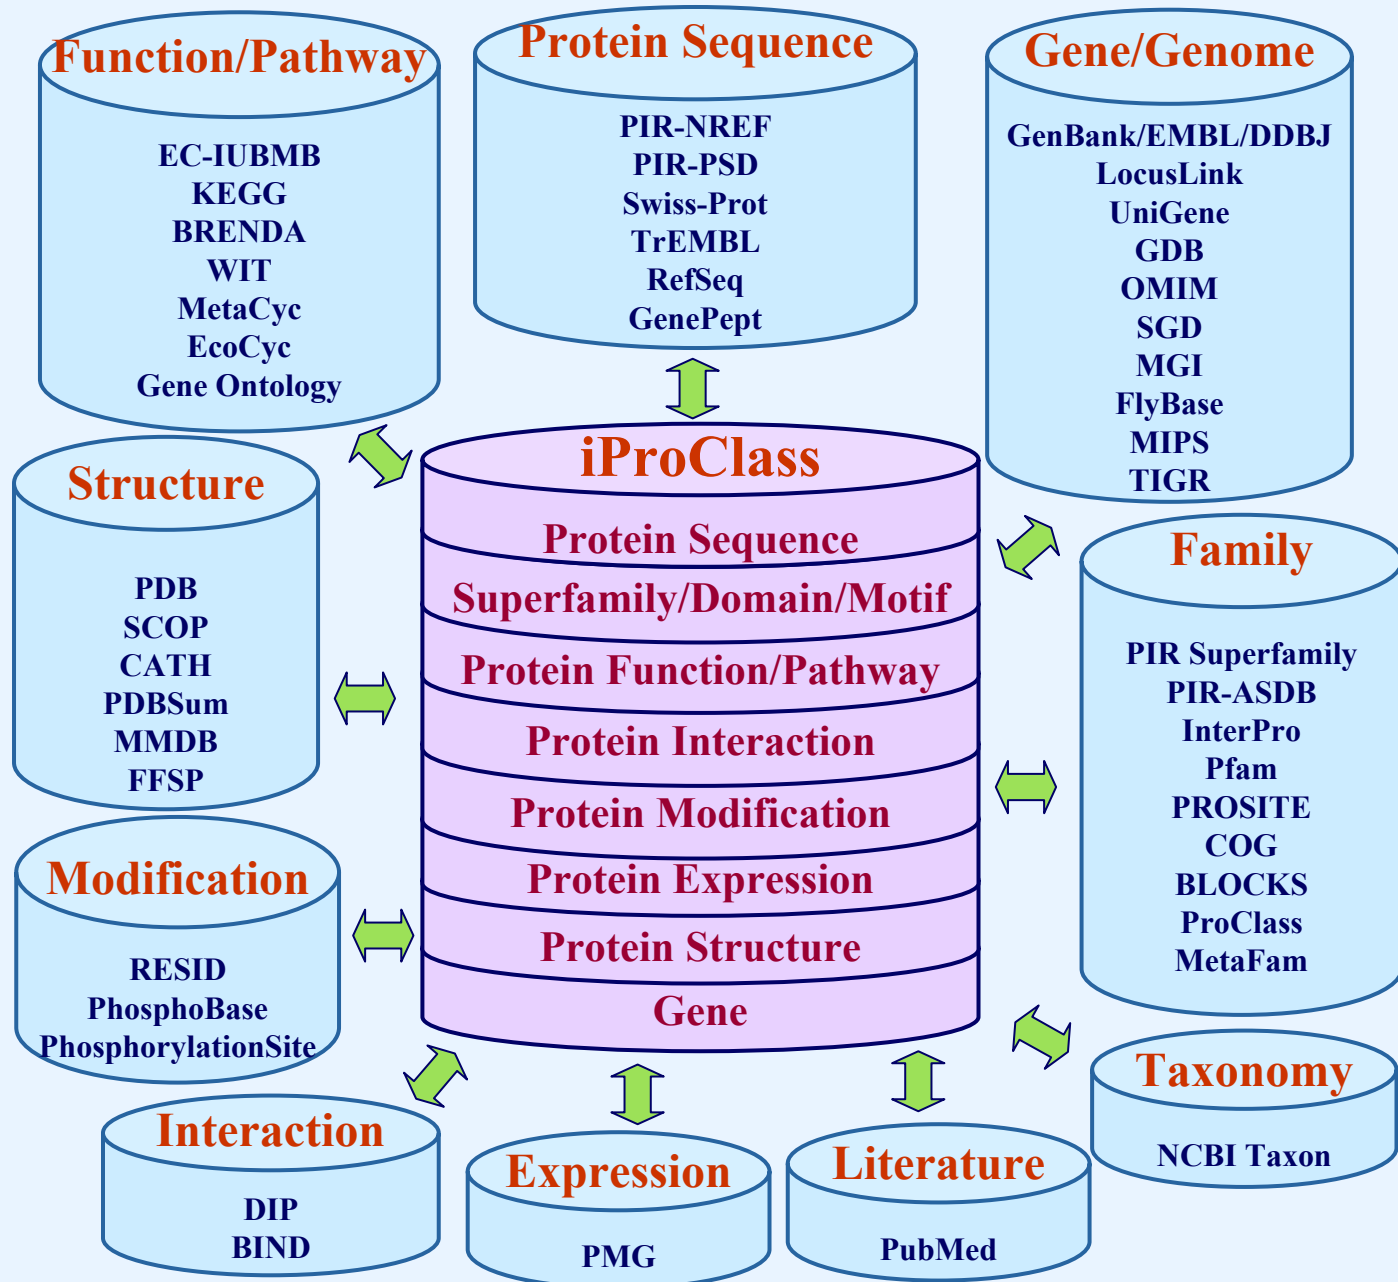 Function/Pathway
EC-IUBMB
KEGG
BRENDA
WIT
MetaCyc
EcoCyc
Gene Ontology
Protein Sequence
PIR-NREF
PIR-PSD
Swiss-Prot
TrEMBL
RefSeq
GenePept
Gene/Genome
GenBank/EMBL/DDBJ
LocusLink
UniGene
GDB
OMIM
SGD
MGI
FlyBase
MIPS
TIGR
Structure
PDB
SCOP
CATH
PDBSum
MMDB
FFSP
iProClass
Protein Sequence
Superfamily/Domain/Motif
Protein Function/Pathway
Protein Interaction
Protein Modification
Protein Expression
Protein Structure
Gene
Family
PIR Superfamily
PIR-ASDB
InterPro
Pfam
PROSITE
COG
BLOCKS
ProClass
MetaFam
Modification
RESID
PhosphoBase
PhosphorylationSite
Interaction
DIP
BIND
Expression
PMG
Literature
PubMed
Taxonomy
NCBI Taxon